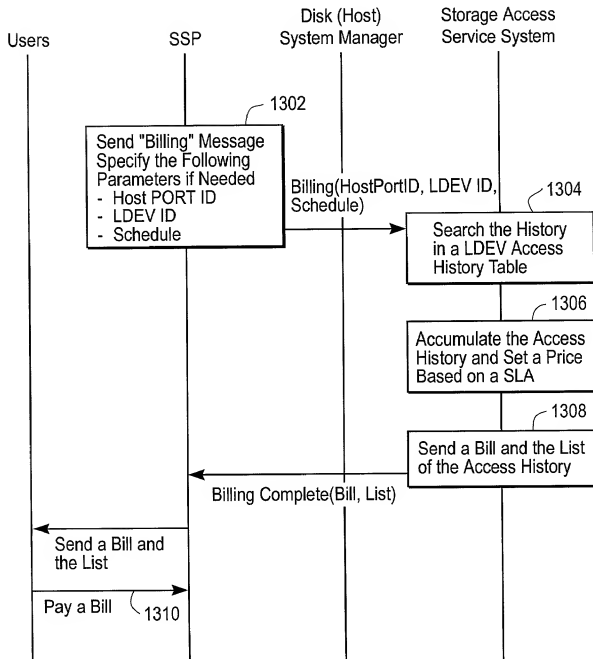 Users
SSP
Disk (Host)
System Manager
Storage Access
Service System
1302
Send "Billing" Message
Specify the Following
Parameters if Needed
- Host PORT ID
- LDEV ID
- Schedule
Billing(HostPortID, LDEV ID,
Schedule)
1304
Search the History
in a LDEV Access
History Table
1306
Accumulate the Access
History and Set a Price
Based on a SLA
1308
Send a Bill and the List
of the Access History
Billing Complete(Bill, List)
Send a Bill and
the List
Pay a Bill
1310